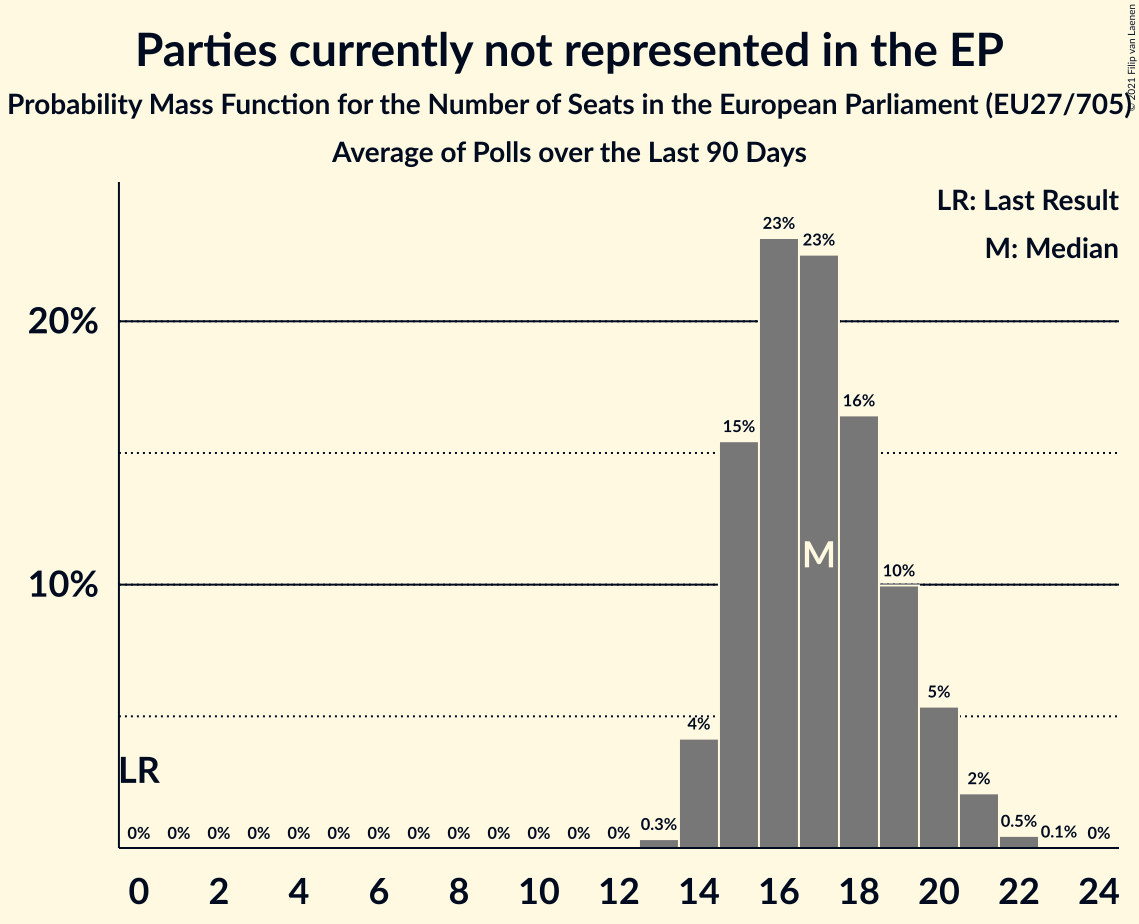 Parties currently not represented in the EP
Probability Mass Function for the Number of Seats in the European Parliament (EU27/705)
Average of Polls over the Last 90 Days
© 2021 Filip van Laenen
LR: Last Result
M: Median
23%
23%
20%
16%
15%
M
10%
10%
5%
4%
LR
2%
0% 0% 0% 0% 0% 0% 0% 0% 0% 0% 0% 0% 0% 0.3% 0.5% 0.1% 0%
0 2 4 6 8 10 12 14 16 18 20 22 24